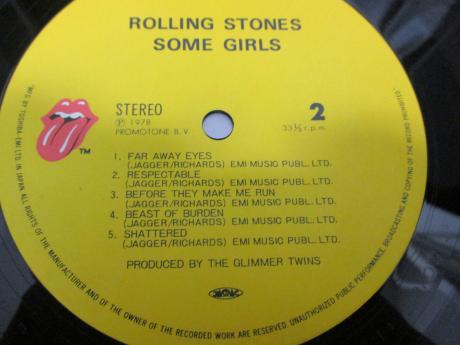 ROLLING STONES
SOME GIRLS
STEREO
Ⓟ 1978
PROMOTONE B.V.
2
33⅓ r.p.m.
TM
1. FAR AWAY EYES
(JAGGER/RICHARDS) EMI MUSIC PUBL. LTD.
2. RESPECTABLE
(JAGGER/RICHARDS) EMI MUSIC PUBL. LTD.
3. BEFORE THEY MAKE ME RUN
(JAGGER/RICHARDS) EMI MUSIC PUBL. LTD.
4. BEAST OF BURDEN
(JAGGER/RICHARDS) EMI MUSIC PUBL. LTD.
5. SHATTERED
(JAGGER/RICHARDS) EMI MUSIC PUBL. LTD.
PRODUCED BY THE GLIMMER TWINS
MF'D BY TOSHIBA-EMI LTD. IN JAPAN ALL RIGHTS OF THE MANUFACTURER AND OF THE OWNER OF THE RECORDED WORK ARE RESERVED. UNAUTHORIZED PUBLIC PERFORMANCE, BROADCASTING AND COPYING OF THE RECORD PROHIBITED.